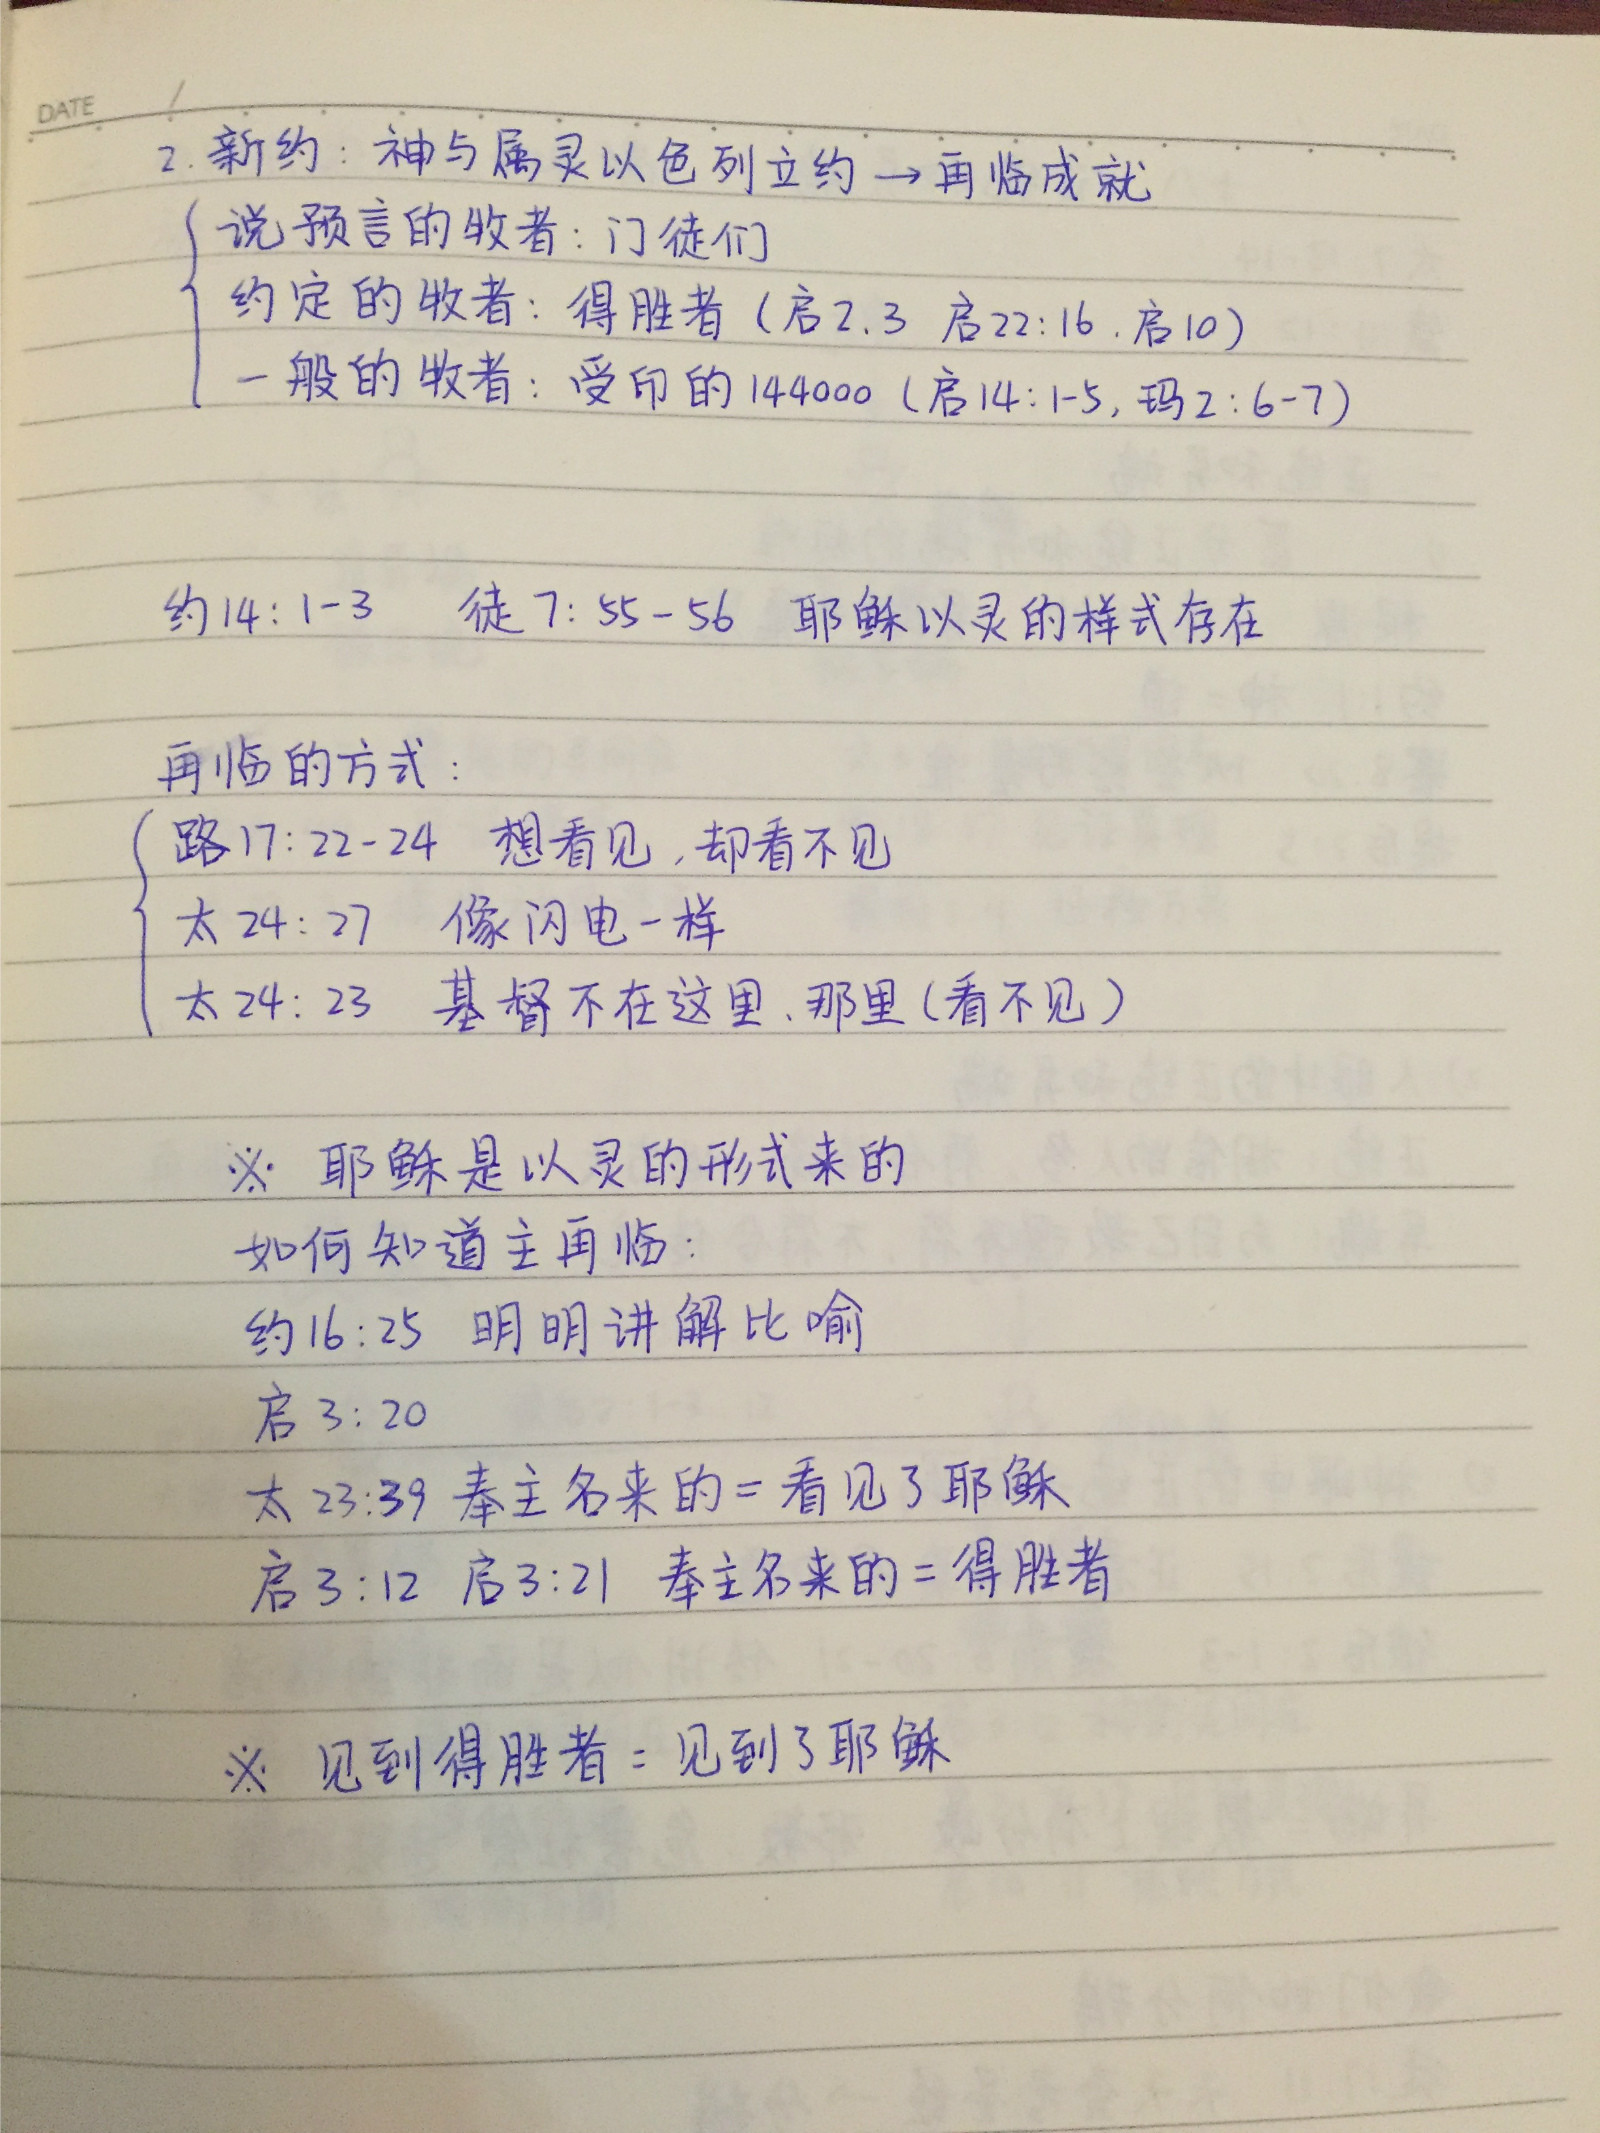 DATE /
2. 新约: 神与属灵以色列立约→再临成就
说预言的牧者: 门徒们
约定的牧者: 得胜者 (启2.3 启22:16. 启10)
一般的牧者: 受印的144000 (启14:1-5, 玛2:6-7)
约14:1-3 徒7:55-56 耶稣以灵的样式存在
再临的方式:
路17:22-24 想看见,却看不见
太24:27 像闪电一样
太24:23 基督不在这里、那里(看不见)
※ 耶稣是以灵的形式来的
如何知道主再临:
约16:25 明明讲解比喻
启3:20
太23:39 奉主名来的=看见了耶稣
启3:12 启3:21 奉主名来的=得胜者
※ 见到得胜者=见到了耶稣